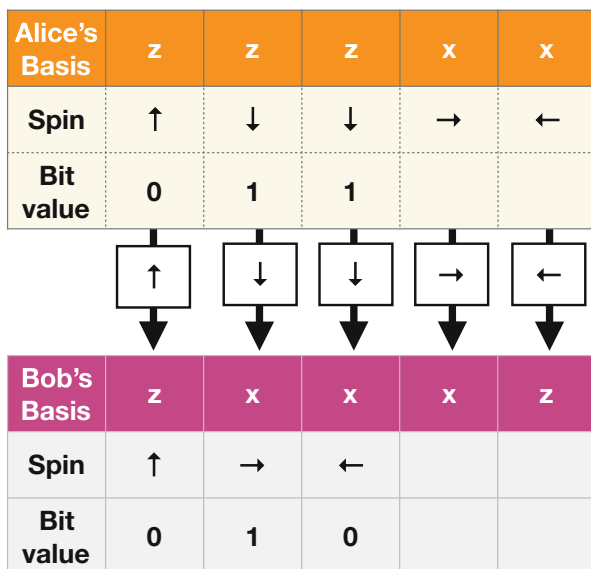 Alice's Basis z z z x x
Spin ↑ ↓ ↓ → ←
Bit value 0 1 1
↑ ↓ ↓ → ←
Bob's Basis z x x x z
Spin ↑ → ←
Bit value 0 1 0